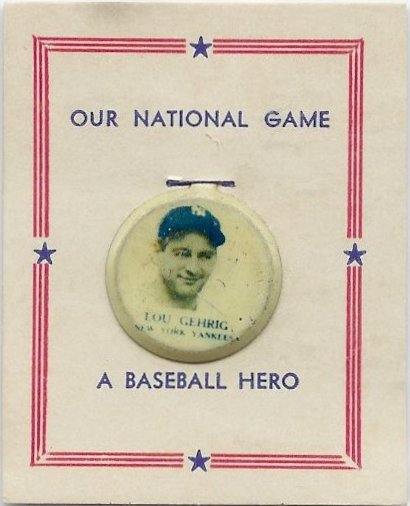 OUR NATIONAL GAME
LOU GEHRIG
NEW YORK YANKEES
A BASEBALL HERO